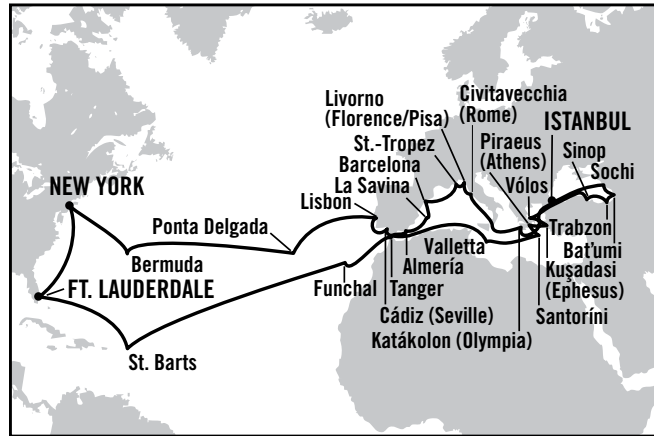 Livorno
(Florence/Pisa)
Civitavecchia
(Rome)
ISTANBUL
St.-Tropez
Piraeus
(Athens)
Sinop
Barcelona
Sochi
NEW YORK
La Savina
Vólos
Lisbon
Ponta Delgada
Trabzon
Valletta
Bat'umi
Bermuda
Almería
Kuşadasi
(Ephesus)
FT. LAUDERDALE
Funchal
Tanger
Cádiz (Seville)
Santoríni
Katákolon (Olympia)
St. Barts